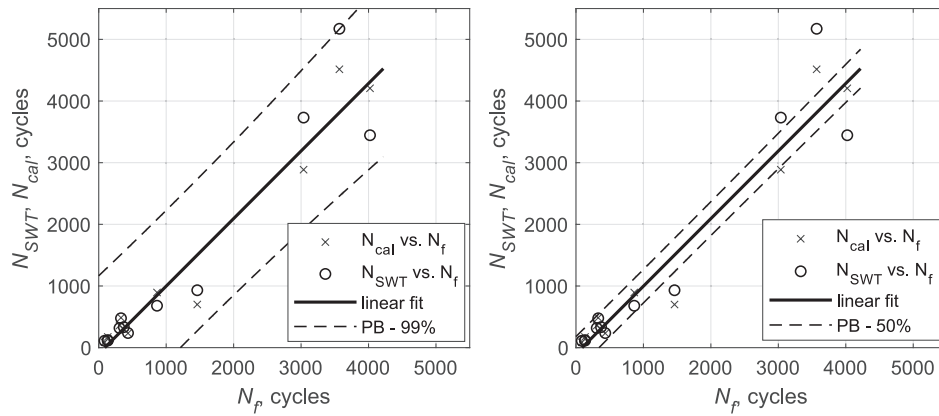 5000
4000
3000
2000
1000
0
N_SWT, N_cal, cycles
N_cal vs. N_f
N_SWT vs. N_f
linear fit
PB - 99%
0 1000 2000 3000 4000 5000
N_f, cycles
5000
4000
3000
2000
1000
0
N_SWT, N_cal, cycles
N_cal vs. N_f
N_SWT vs. N_f
linear fit
PB - 50%
0 1000 2000 3000 4000 5000
N_f, cycles